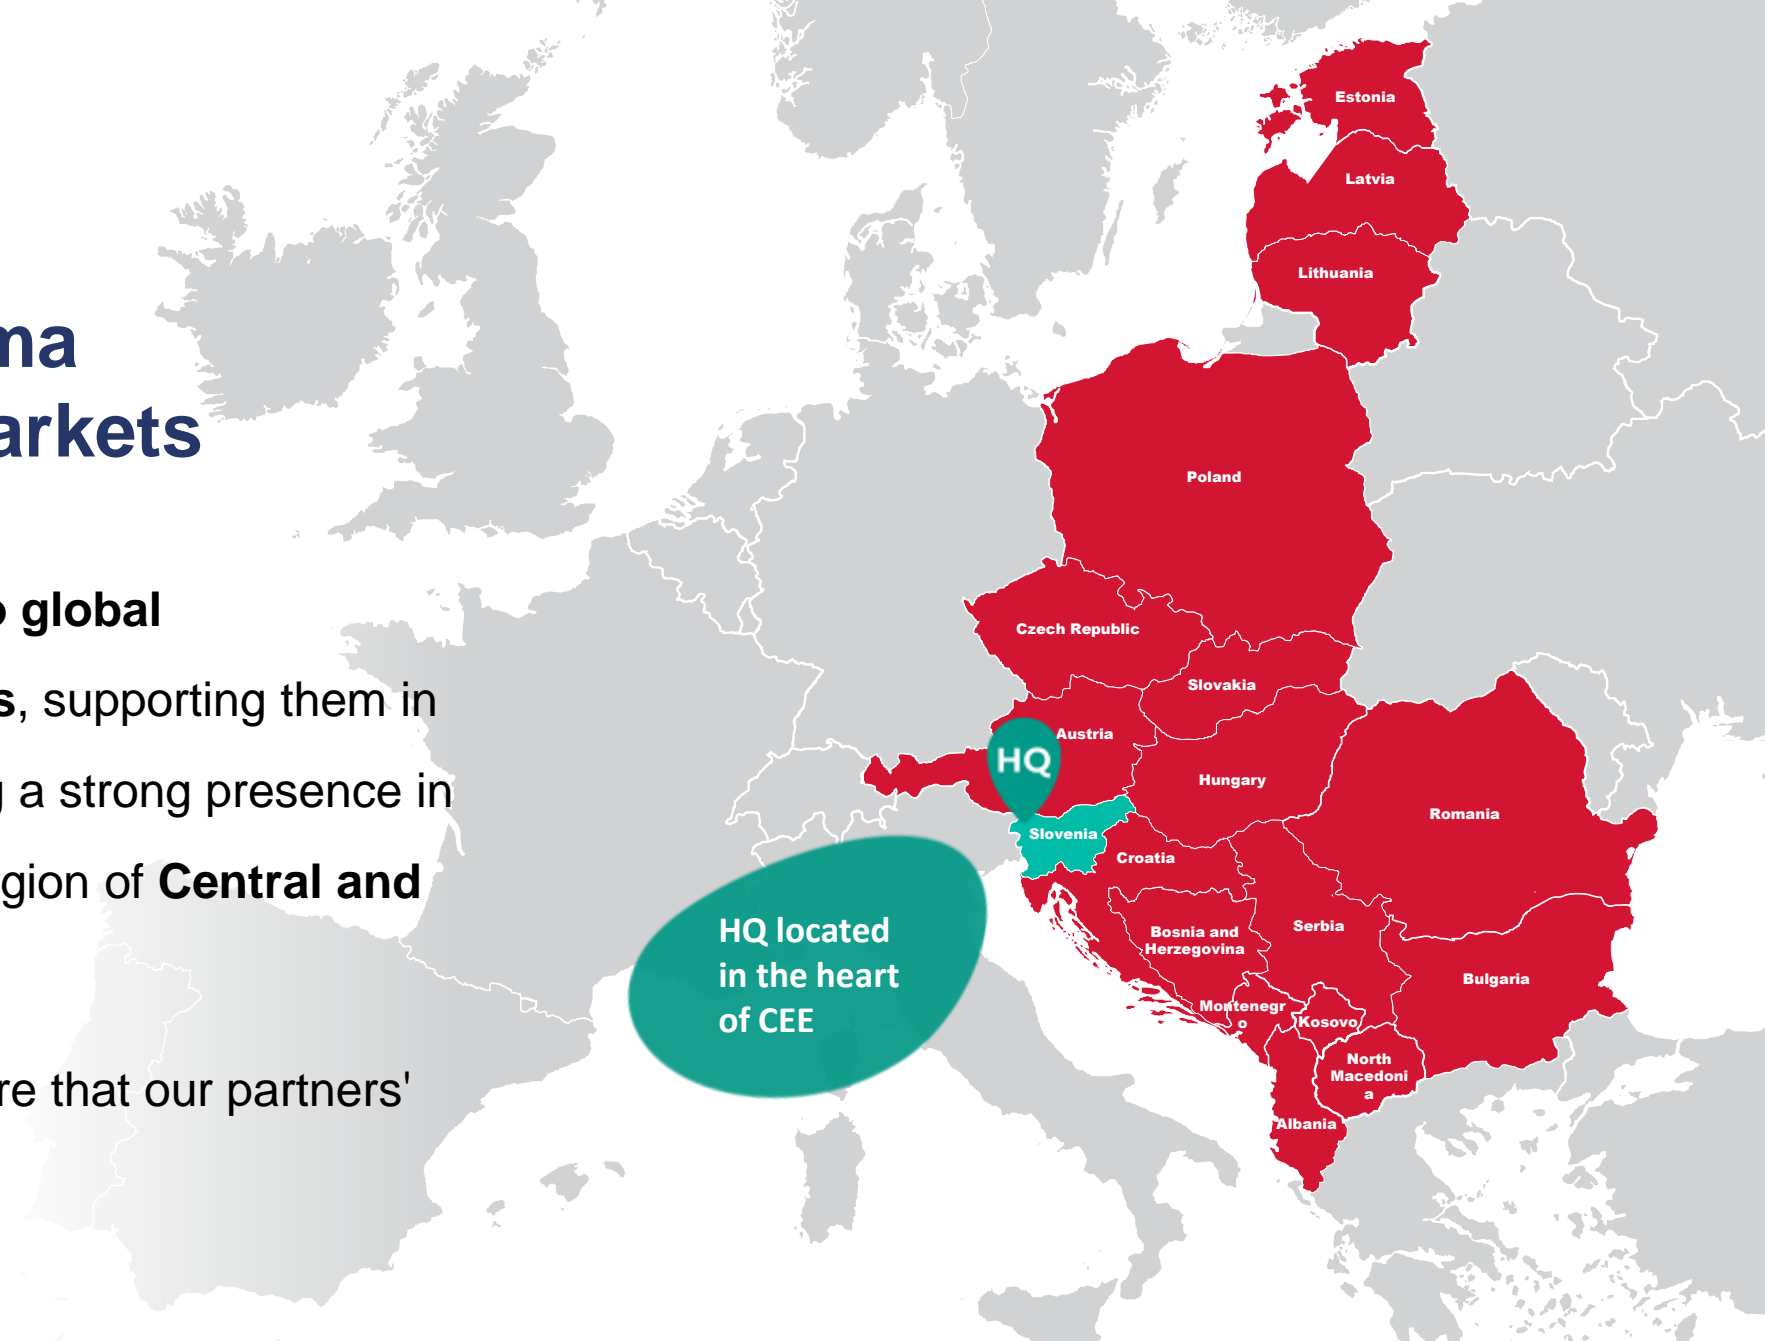 ma
arkets
o global
s, supporting them in
g a strong presence in
gion of Central and
re that our partners'
HQ located
in the heart
of CEE
HQ
Estonia
Latvia
Lithuania
Poland
Czech Republic
Slovakia
Austria
Hungary
Slovenia
Romania
Croatia
Bosnia and
Herzegovina
Serbia
Bulgaria
Montenegr
o
Kosovo
North
Macedoni
a
Albania